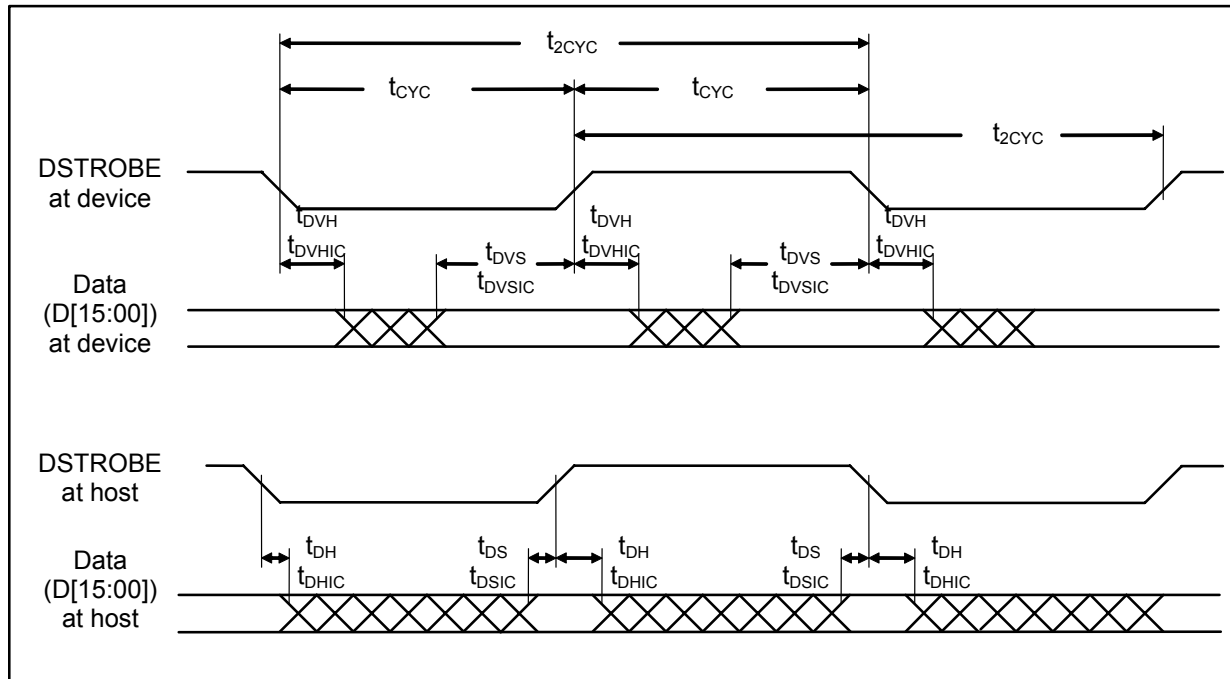 t2CYC
tCYC tCYC
t2CYC
DSTROBE
at device
tDVH tDVH tDVH
tDVHIC tDVS tDVHIC tDVS tDVHIC
tDVSIC tDVSIC
Data
(D[15:00])
at device
DSTROBE
at host
tDH tDS tDH tDS tDH
tDHIC tDSIC tDHIC tDSIC tDHIC
Data
(D[15:00])
at host